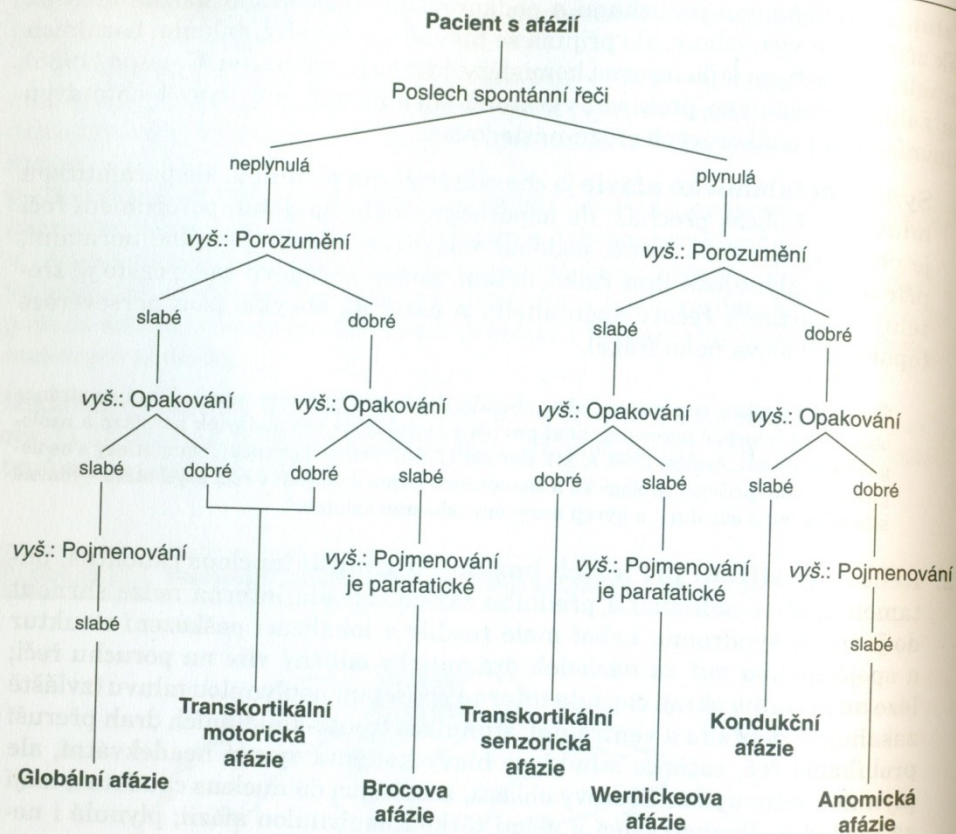 Pacient s afázií
Poslech spontánní řeči
neplynulá
plynulá
vyš.: Porozumění
vyš.: Porozumění
slabé
dobré
slabé
dobré
vyš.: Opakování
vyš.: Opakování
vyš.: Opakování
vyš.: Opakování
slabé
dobré
dobré
slabé
dobré
slabé
slabé
dobré
vyš.: Pojmenování
vyš.: Pojmenování
je parafatické
vyš.: Pojmenování
je parafatické
vyš.: Pojmenování
slabé
slabé
Transkortikální
motorická
afázie
Transkortikální
senzorická
afázie
Kondukční
afázie
Globální afázie
Brocova
afázie
Wernickeova
afázie
Anomická
afázie